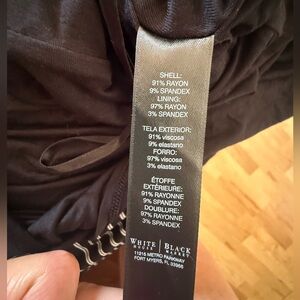 SHELL:
91% RAYON
9% SPANDEX
LINING:
97% RAYON
3% SPANDEX
TELA EXTERIOR:
91% viscosa
9% elastano
FORRO:
97% viscosa
3% elastano
ÉTOFFE
EXTÉRIEURE:
91% RAYONNE
9% SPANDEX
DOUBLURE:
97% RAYONNE
3% SPANDEX
WHITE | BLACK
HOUSE | MARKET
11215 METRO PARKWAY
FORT MYERS, FL 33966